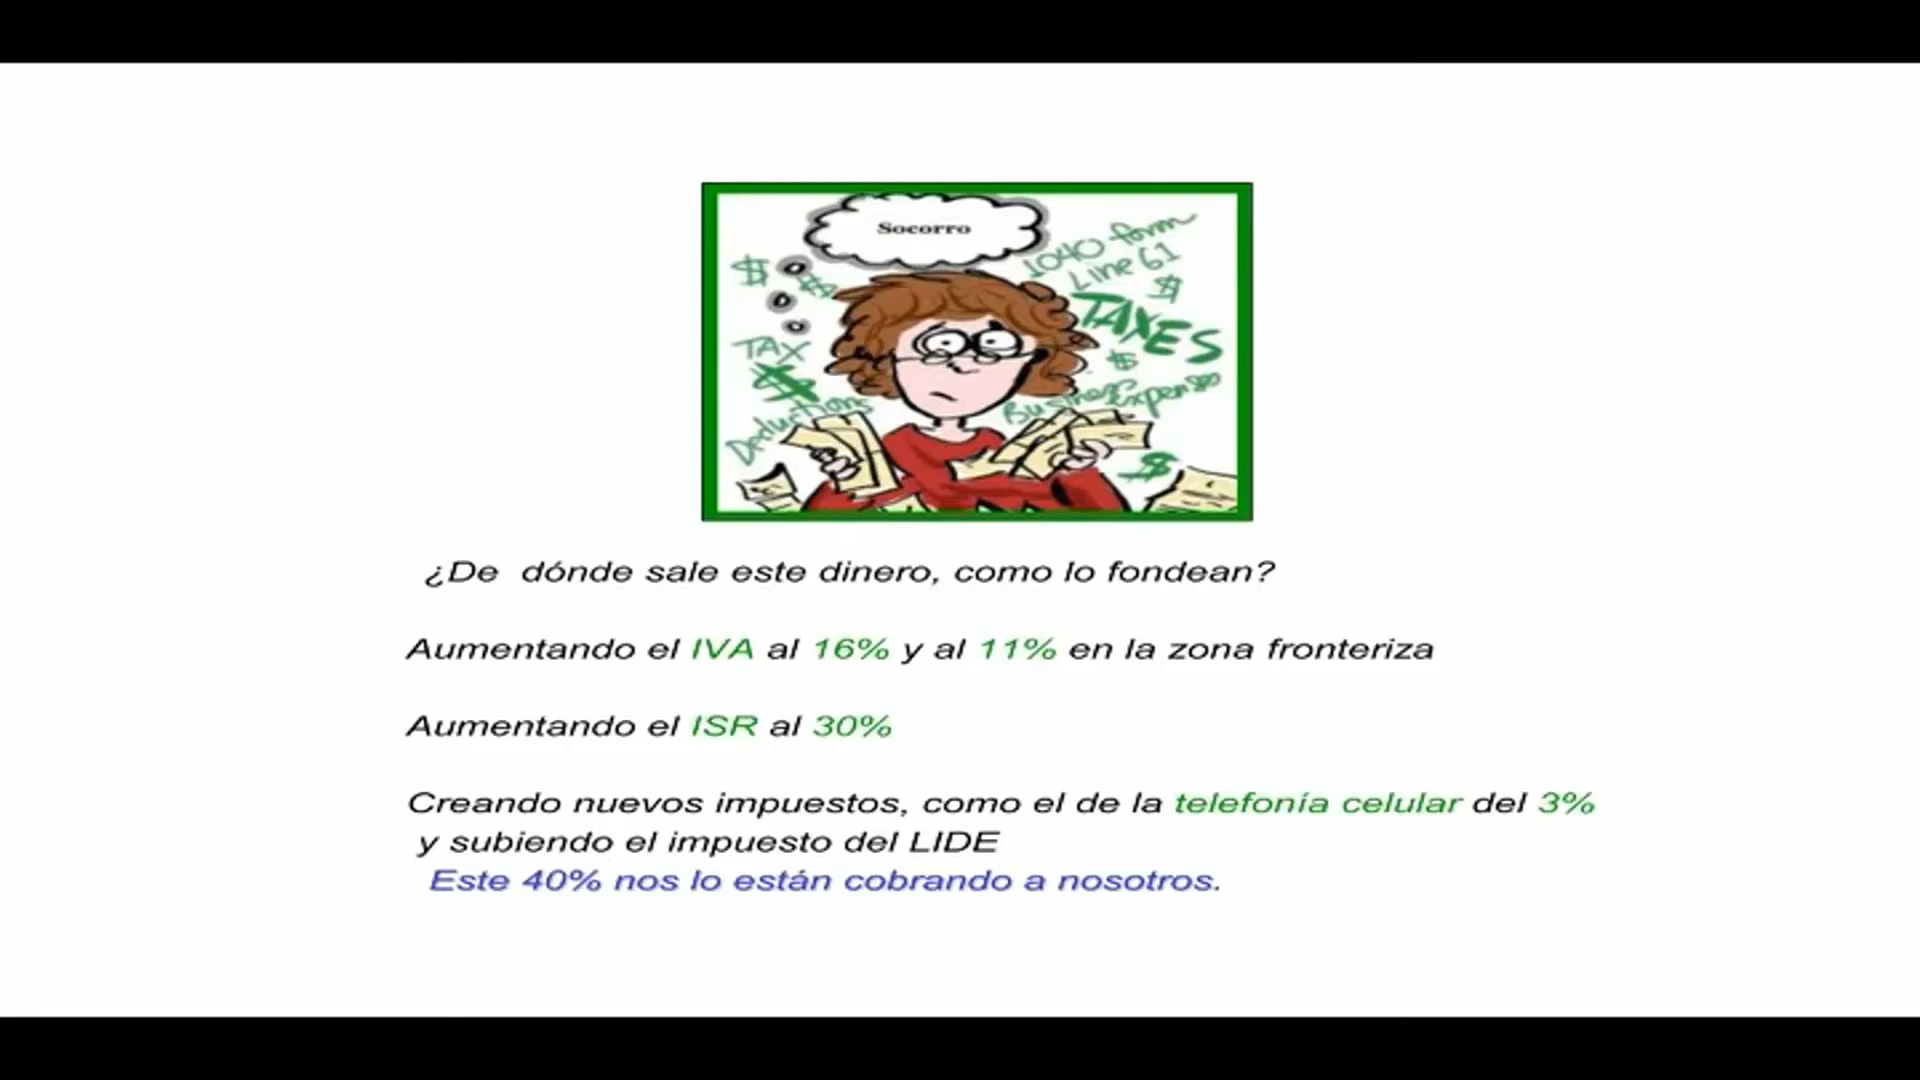 Socorro
1040 form
Line 61
$
$
$
TAXES
TAX
$
$
Deductions
Business Expenses
$
¿De dónde sale este dinero, como lo fondean?
Aumentando el IVA al 16% y al 11% en la zona fronteriza
Aumentando el ISR al 30%
Creando nuevos impuestos, como el de la telefonía celular del 3%
y subiendo el impuesto del LIDE
Este 40% nos lo están cobrando a nosotros.